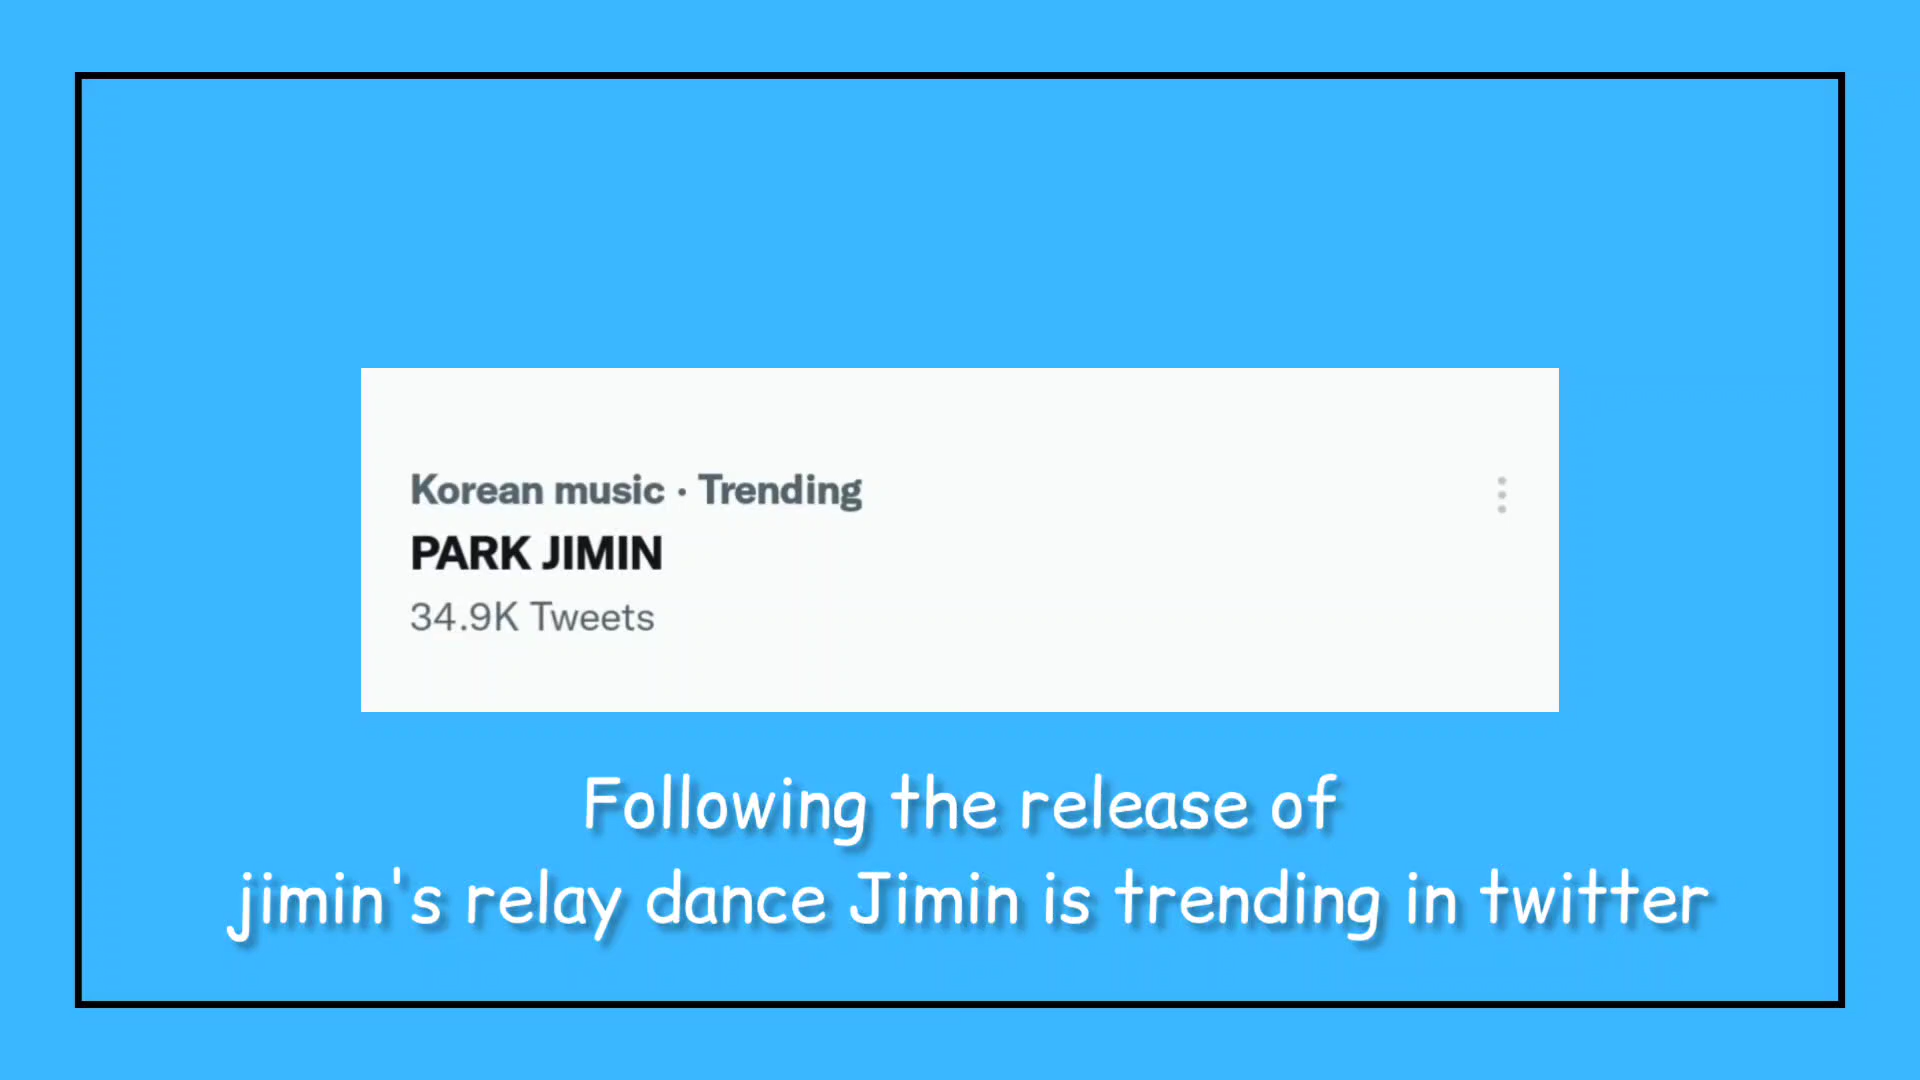 Korean music · Trending
PARK JIMIN
34.9K Tweets
Following the release of
jimin's relay dance Jimin is trending in twitter